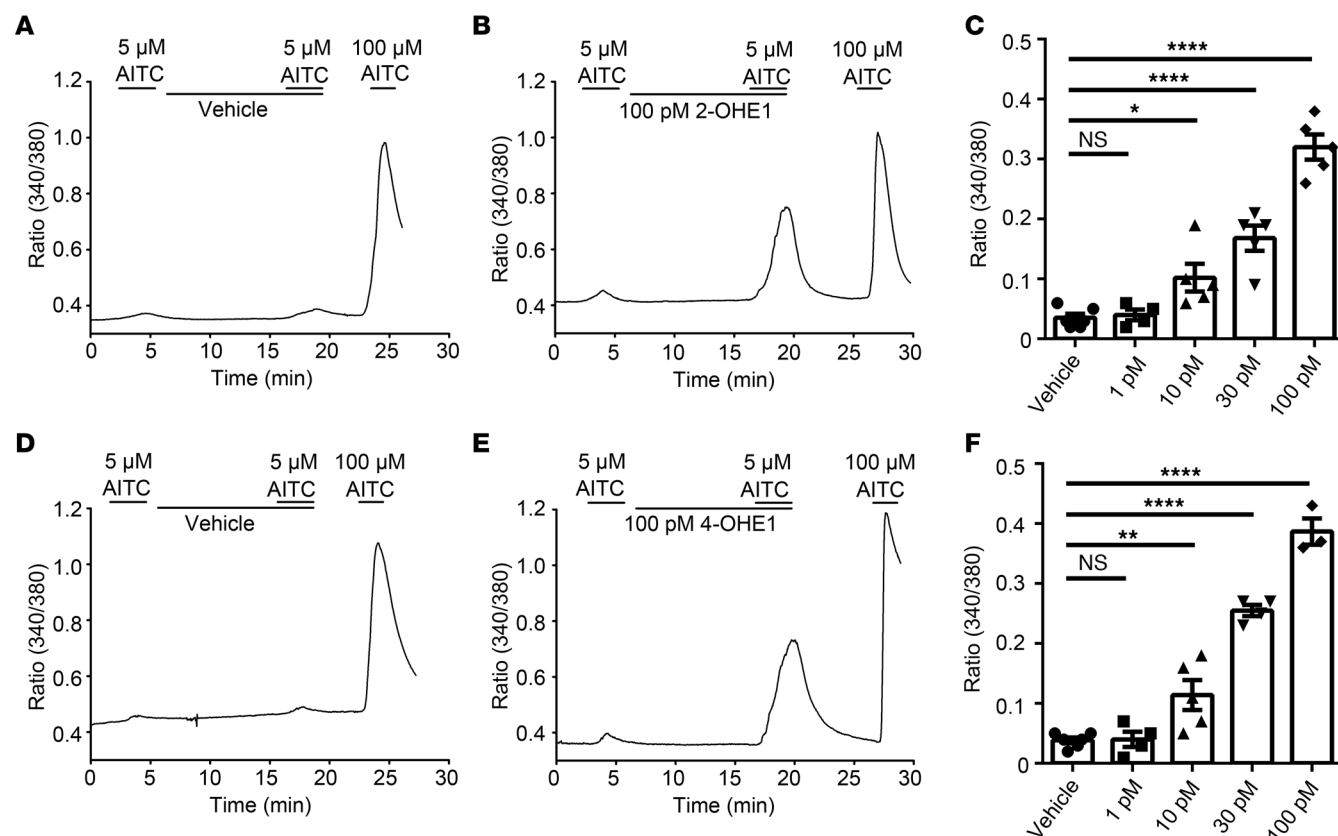 A
5 µM
AITC
5 µM
AITC
100 µM
AITC
Vehicle
1.2
1.0
0.8
0.6
0.4
Ratio (340/380)
0 5 10 15 20 25 30
Time (min)
B
5 µM
AITC
5 µM
AITC
100 µM
AITC
100 pM 2-OHE1
1.2
1.0
0.8
0.6
0.4
Ratio (340/380)
0 5 10 15 20 25 30
Time (min)
C
0.5
0.4
0.3
0.2
0.1
0
Ratio (340/380)
****
****
*
NS
Vehicle
1 pM
10 pM
30 pM
100 pM
D
5 µM
AITC
5 µM
AITC
100 µM
AITC
Vehicle
1.2
1.0
0.8
0.6
0.4
Ratio (340/380)
0 5 10 15 20 25 30
Time (min)
E
5 µM
AITC
5 µM
AITC
100 µM
AITC
100 pM 4-OHE1
1.2
1.0
0.8
0.6
0.4
Ratio (340/380)
0 5 10 15 20 25 30
Time (min)
F
0.5
0.4
0.3
0.2
0.1
0
Ratio (340/380)
****
****
**
NS
Vehicle
1 pM
10 pM
30 pM
100 pM